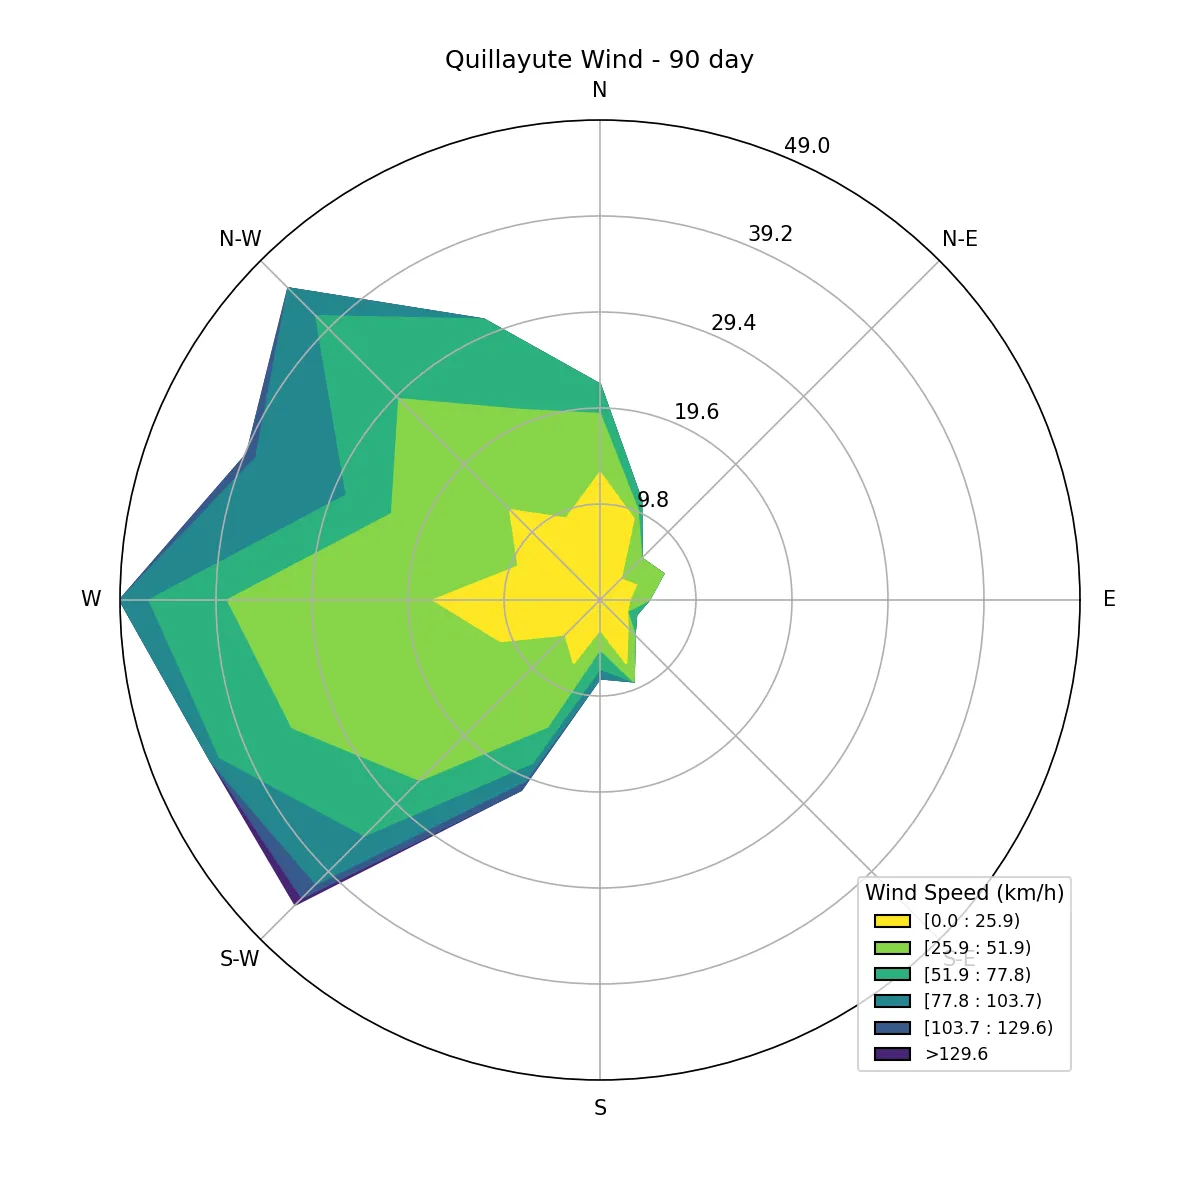 Quillayute Wind - 90 day
N
49.0
39.2
N-W
N-E
29.4
19.6
9.8
W
E
Wind Speed (km/h)
[0.0 : 25.9)
[25.9 : 51.9)
S-W
S-E
[51.9 : 77.8)
[77.8 : 103.7)
[103.7 : 129.6)
>129.6
S